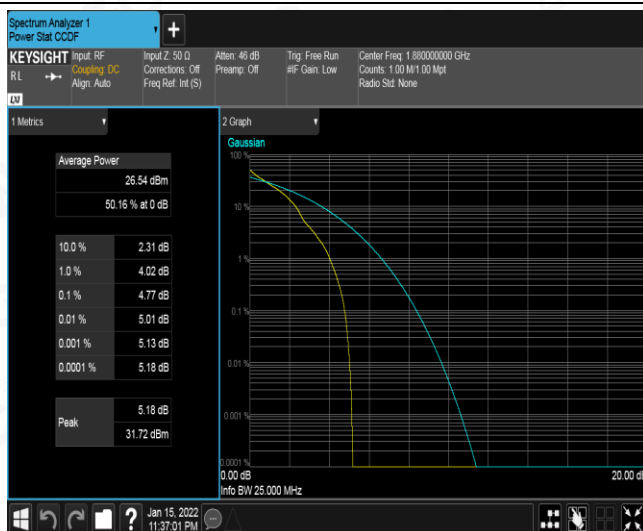 Spectrum Analyzer 1
Power Stat CCDF
+
KEYSIGHT
RL
LXI
Input: RF
Coupling: DC
Align: Auto
Input Z: 50 Ω
Corrections: Off
Freq Ref: Int (S)
Atten: 46 dB
Preamp: Off
Trig: Free Run
#IF Gain: Low
Center Freq: 1.880000000 GHz
Counts: 1.00 M/1.00 Mpt
Radio Std: None
1 Metrics
Average Power
26.54 dBm
50.16 % at 0 dB
10.0 % 2.31 dB
1.0 % 4.02 dB
0.1 % 4.77 dB
0.01 % 5.01 dB
0.001 % 5.13 dB
0.0001 % 5.18 dB
Peak
5.18 dB
31.72 dBm
2 Graph
Gaussian
100 %
10 %
1 %
0.1 %
0.01 %
0.001 %
0.0001 %
0.00 dB
20.00 dB
Info BW 25.000 MHz
?
Jan 15, 2022
11:37:01 PM